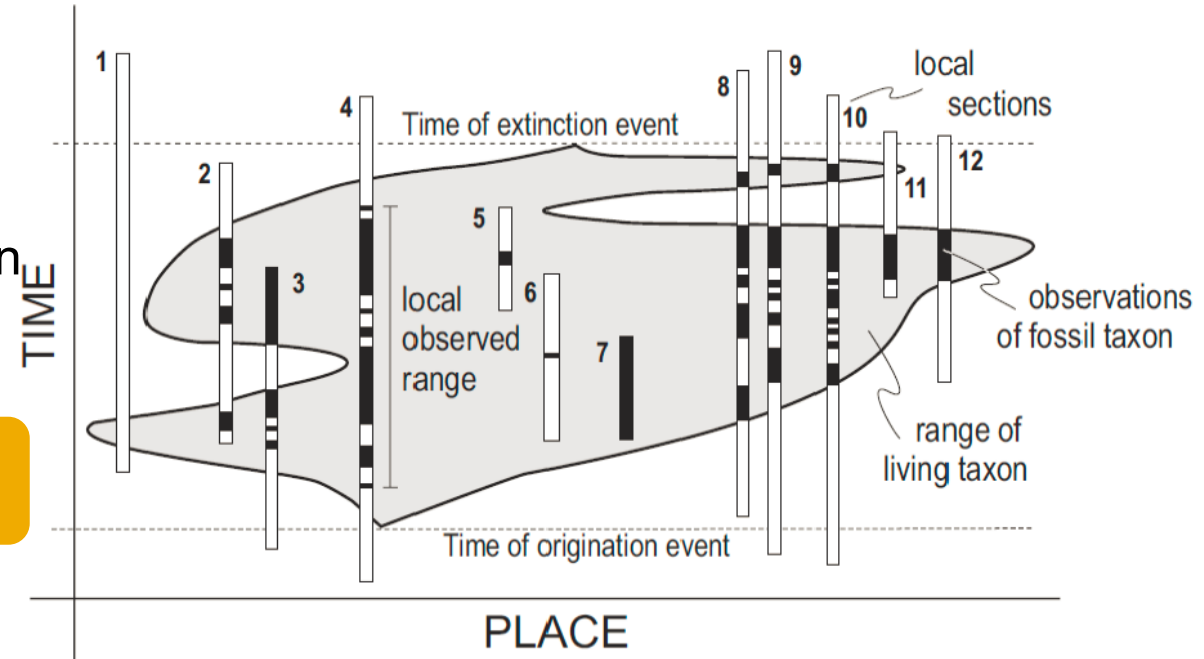 1
2
3
4
5
6
7
8
9
10
11
12
Time of extinction event
local
sections
local
observed
range
observations
of fossil taxon
range of
living taxon
Time of origination event
n
TIME
PLACE